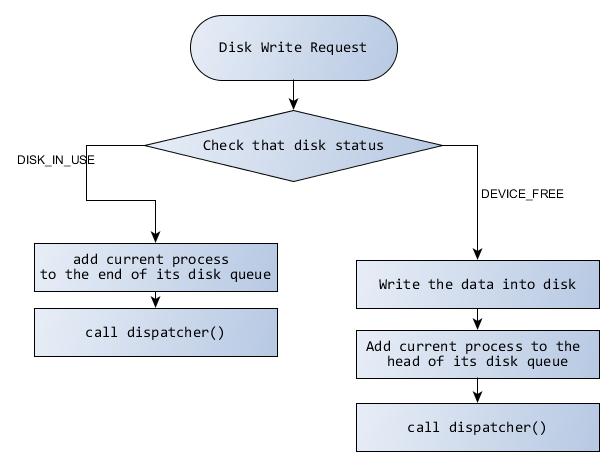 Disk Write Request
Check that disk status
DISK_IN_USE
DEVICE_FREE
add current process
to the end of its disk queue
call dispatcher()
Write the data into disk
Add current process to the
head of its disk queue
call dispatcher()